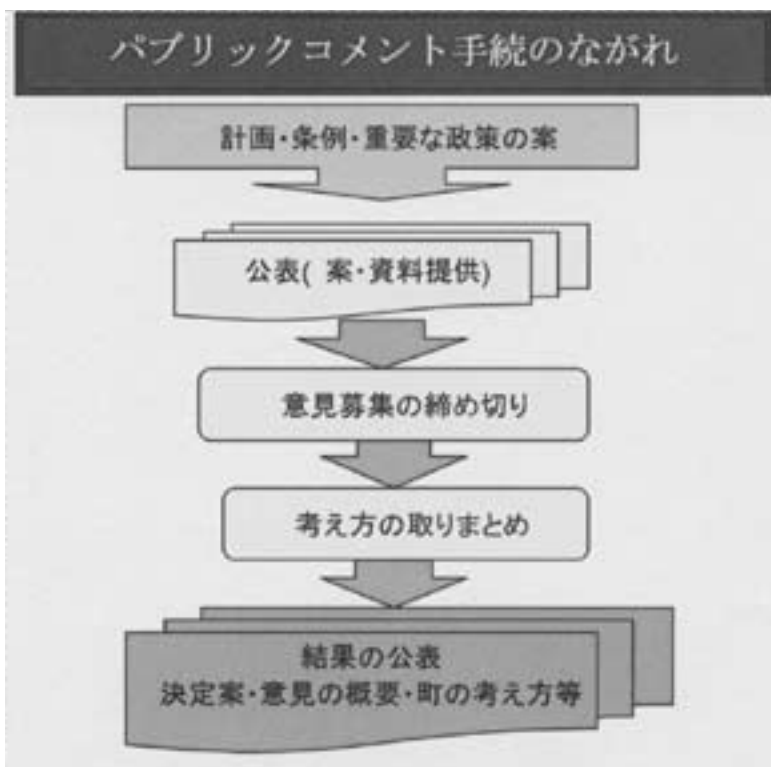 パブリックコメント手続のながれ
計画・条例・重要な政策の案
公表( 案・資料提供)
意見募集の締め切り
考え方の取りまとめ
結果の公表
決定案・意見の概要・町の考え方等